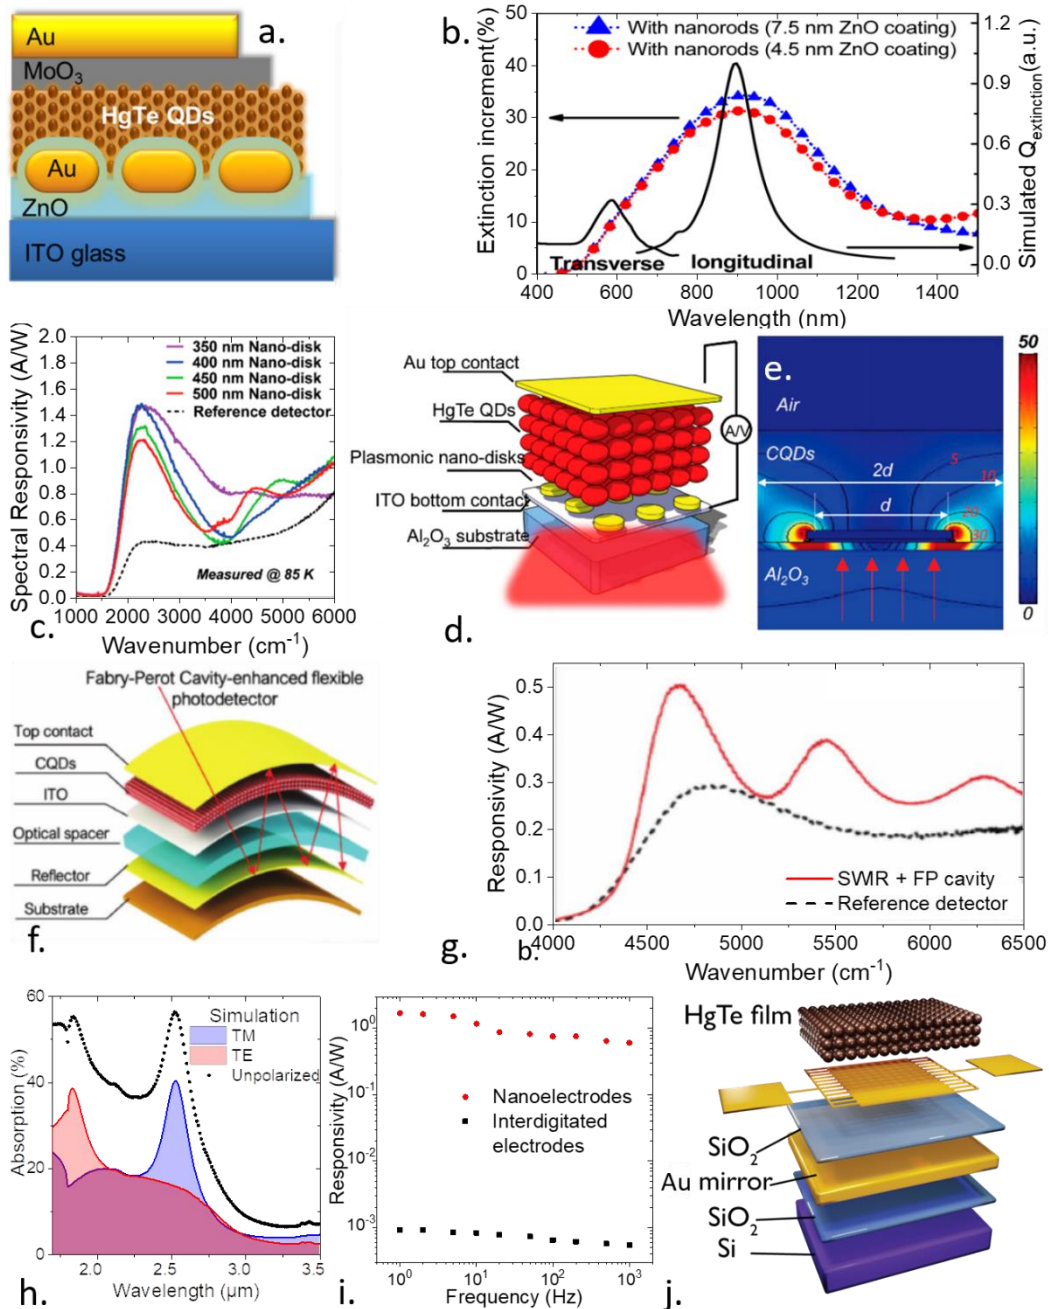 a.
Au
MoO3
HgTe QDs
Au
ZnO
ITO glass
b.
Extinction increment(%)
50
40
30
20
10
0
With nanorods (7.5 nm ZnO coating)
With nanorods (4.5 nm ZnO coating)
Transverse
longitudinal
400
600
800
1000
1200
1400
Wavelength (nm)
1.2
0.9
0.6
0.3
0.0
Simulated Qextinction(a.u.)
Spectral Responsivity (A/W)
2.0
1.8
1.6
1.4
1.2
1.0
0.8
0.6
0.4
0.2
0.0
350 nm Nano-disk
400 nm Nano-disk
450 nm Nano-disk
500 nm Nano-disk
Reference detector
Measured @ 85 K
1000 2000 3000 4000 5000 6000
Wavenumber (cm-1)
c.
Au top contact
HgTe QDs
Plasmonic nano-disks
ITO bottom contact
Al2O3 substrate
A/V
d.
e.
Air
CQDs
2d
d
5
10
20
30
Al2O3
50
0
Fabry-Perot Cavity-enhanced flexible
photodetector
Top contact
CQDs
ITO
Optical spacer
Reflector
Substrate
f.
Responsivity (A/W)
0.5
0.4
0.3
0.2
0.1
0.0
SWIR + FP cavity
Reference detector
4000 4500 5000 5500 6000 6500
Wavenumber (cm-1)
g.
b.
Absorption (%)
60
40
20
0
Simulation
TM
TE
Unpolarized
2.0 2.5 3.0 3.5
Wavelength (µm)
h.
Responsivity (A/W)
10^0
10^-1
10^-2
10^-3
Nanoelectrodes
Interdigitated
electrodes
10^0 10^1 10^2 10^3
Frequency (Hz)
i.
HgTe film
SiO2
Au mirror
SiO2
Si
j.